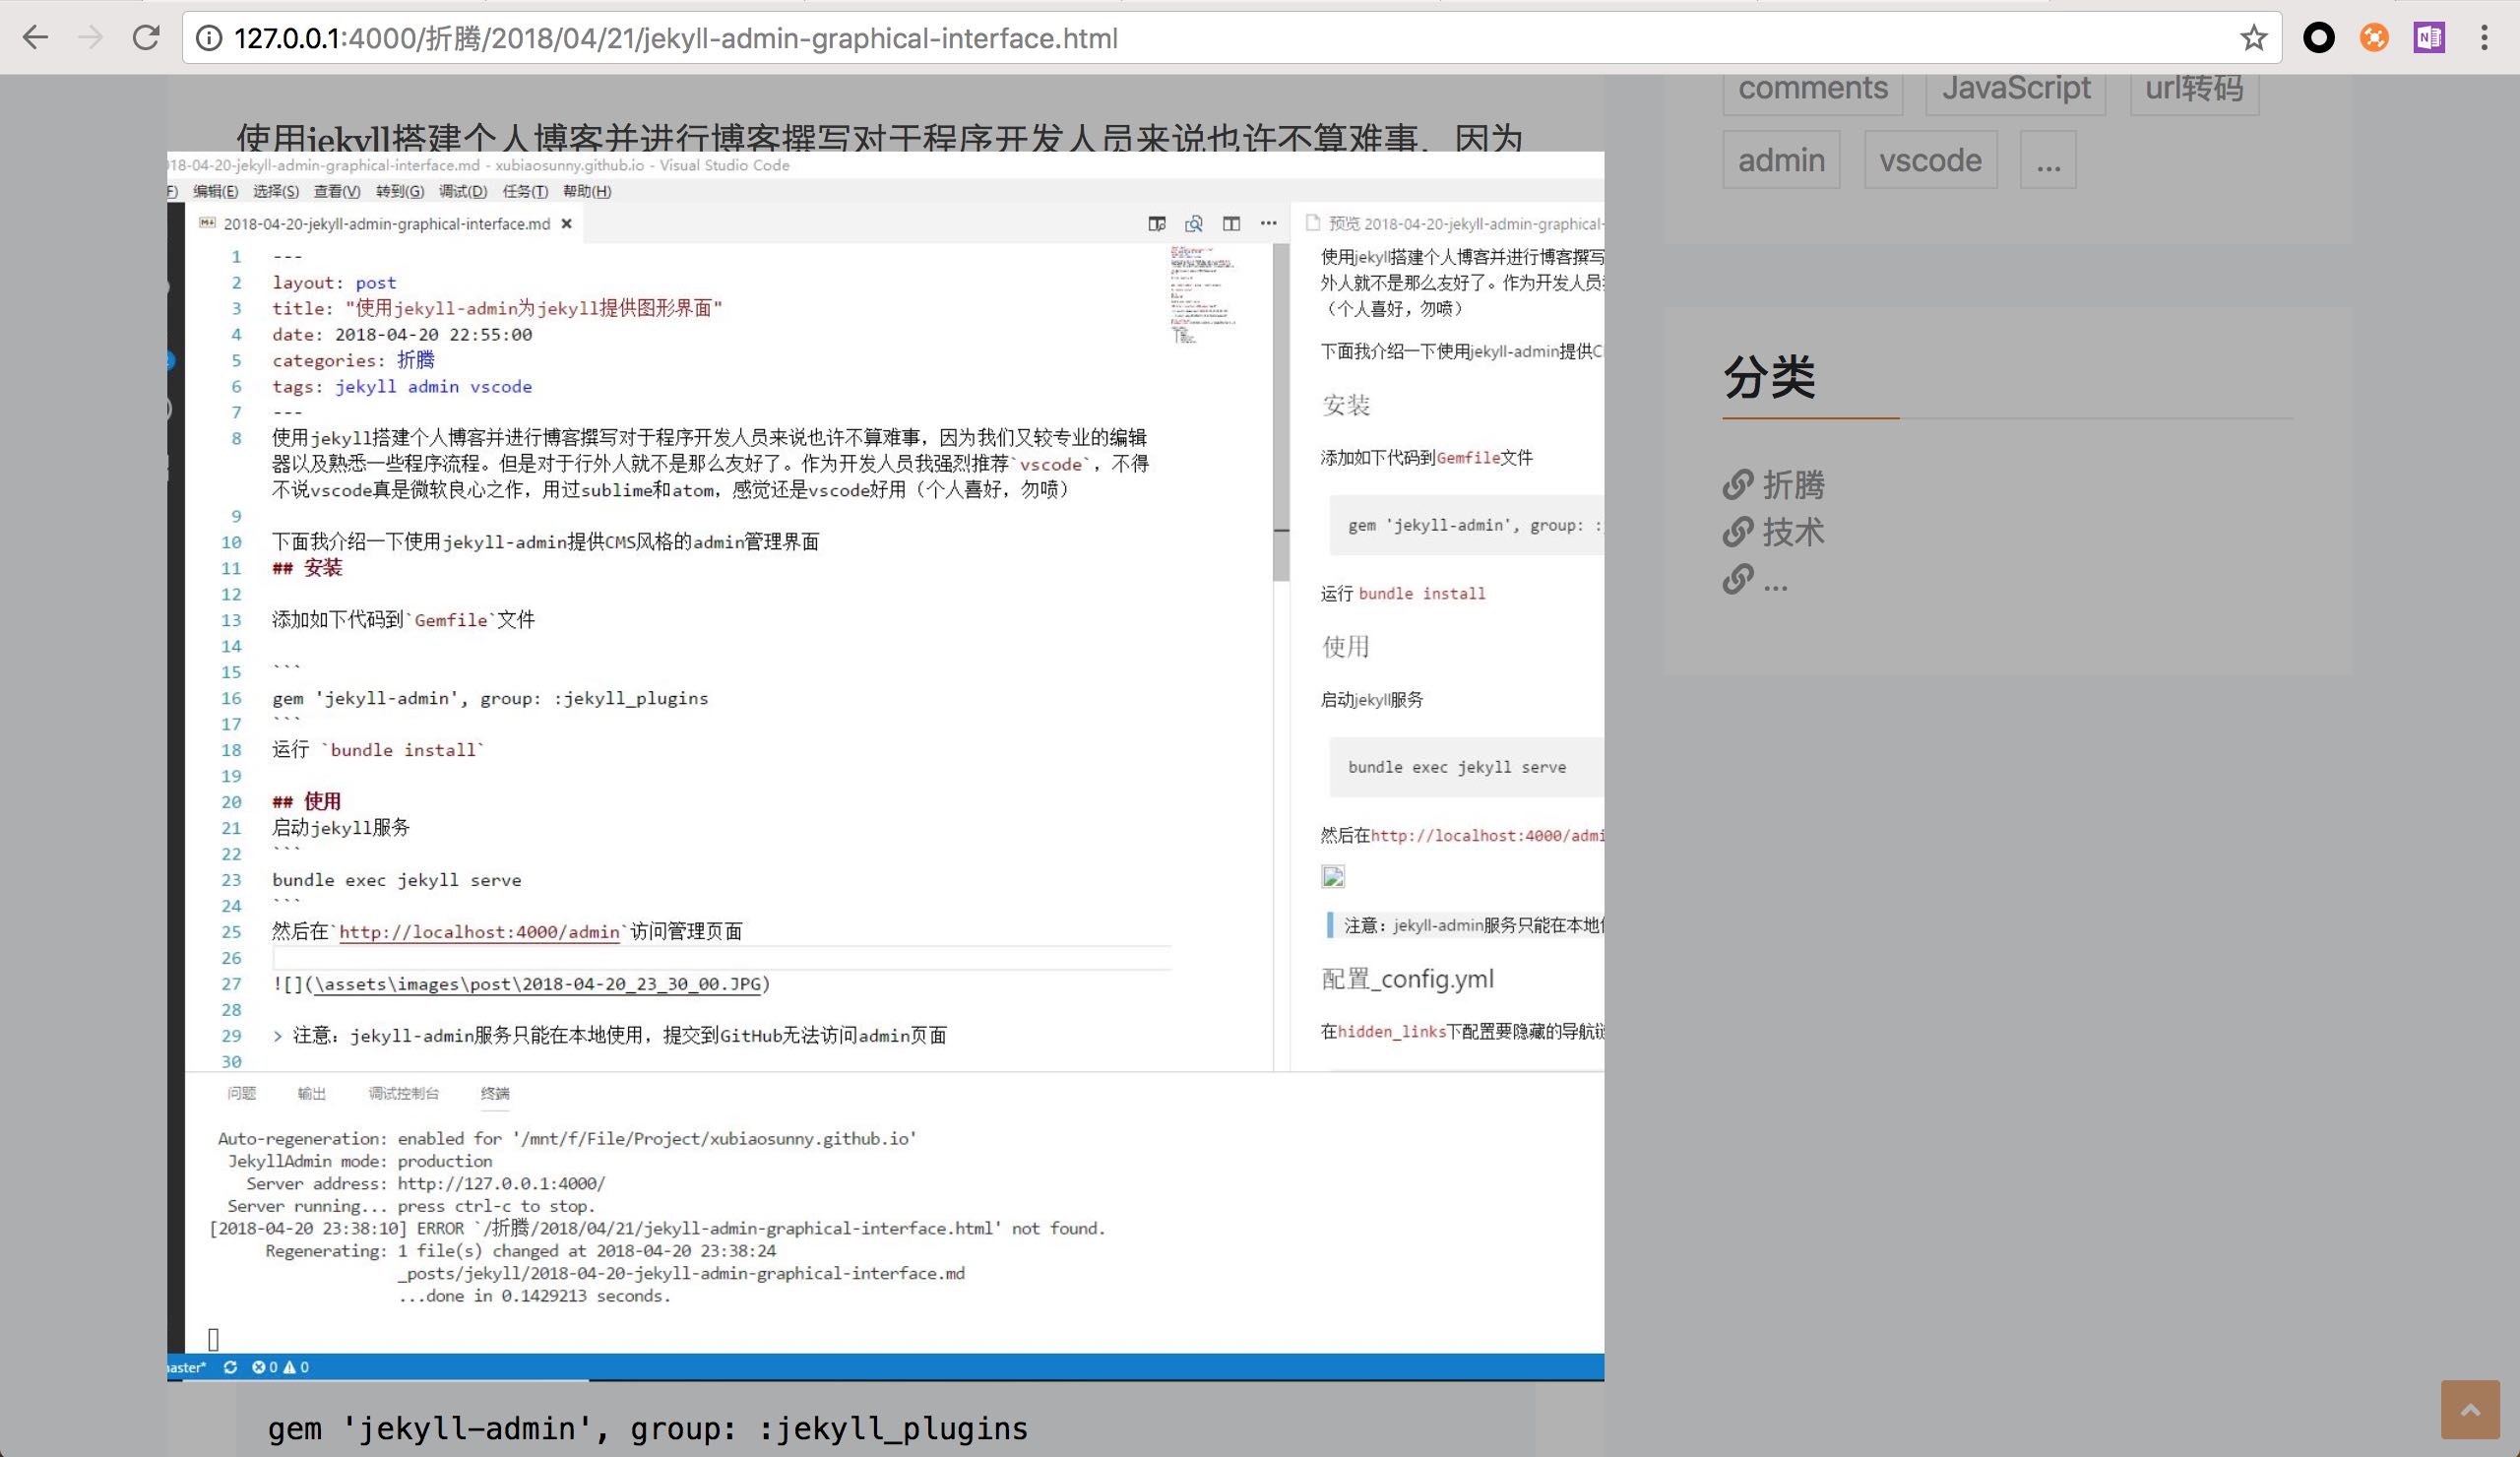 127.0.0.1:4000/折腾/2018/04/21/jekyll-admin-graphical-interface.html
使用jekyll搭建个人博客并进行博客撰写对于程序开发人员来说也许不算难事，因为
comments JavaScript url转码
admin vscode ...
分类
折腾
技术
...
18-04-20-jekyll-admin-graphical-interface.md - xubiaosunny.github.io - Visual Studio Code
F) 编辑(E) 选择(S) 查看(V) 转到(G) 调试(D) 任务(T) 帮助(H)
2018-04-20-jekyll-admin-graphical-interface.md
1 ---
2 layout: post
3 title: "使用jekyll-admin为jekyll提供图形界面"
4 date: 2018-04-20 22:55:00
5 categories: 折腾
6 tags: jekyll admin vscode
7 ---
8 使用jekyll搭建个人博客并进行博客撰写对于程序开发人员来说也许不算难事，因为我们又较专业的编辑
器以及熟悉一些程序流程。但是对于行外人就不是那么友好了。作为开发人员我强烈推荐`vscode`，不得
不说vscode真是微软良心之作，用过sublime和atom，感觉还是vscode好用（个人喜好，勿喷）
9
10 下面我介绍一下使用jekyll-admin提供CMS风格的admin管理界面
11 ## 安装
12
13 添加如下代码到`Gemfile`文件
14
15 ```
16 gem 'jekyll-admin', group: :jekyll_plugins
17 ```
18 运行 `bundle install`
19
20 ## 使用
21 启动jekyll服务
22 ```
23 bundle exec jekyll serve
24 ```
25 然后在`http://localhost:4000/admin`访问管理页面
26
27 ![](\assets\images\post\2018-04-20_23_30_00.JPG)
28
29 > 注意：jekyll-admin服务只能在本地使用，提交到GitHub无法访问admin页面
30
预览 2018-04-20-jekyll-admin-graphical-
使用jekyll搭建个人博客并进行博客撰写
外人就不是那么友好了。作为开发人员
（个人喜好，勿喷）
下面我介绍一下使用jekyll-admin提供C
安装
添加如下代码到Gemfile文件
gem 'jekyll-admin', group: :
运行 bundle install
使用
启动jekyll服务
bundle exec jekyll serve
然后在http://localhost:4000/admi
注意：jekyll-admin服务只能在本地
配置_config.yml
在hidden_links下配置要隐藏的导航
问题 输出 调试控制台 终端
Auto-regeneration: enabled for '/mnt/f/File/Project/xubiaosunny.github.io'
JekyllAdmin mode: production
Server address: http://127.0.0.1:4000/
Server running... press ctrl-c to stop.
[2018-04-20 23:38:10] ERROR `/折腾/2018/04/21/jekyll-admin-graphical-interface.html' not found.
Regenerating: 1 file(s) changed at 2018-04-20 23:38:24
_posts/jekyll/2018-04-20-jekyll-admin-graphical-interface.md
...done in 0.1429213 seconds.
aster* 0 0
gem 'jekyll-admin', group: :jekyll_plugins